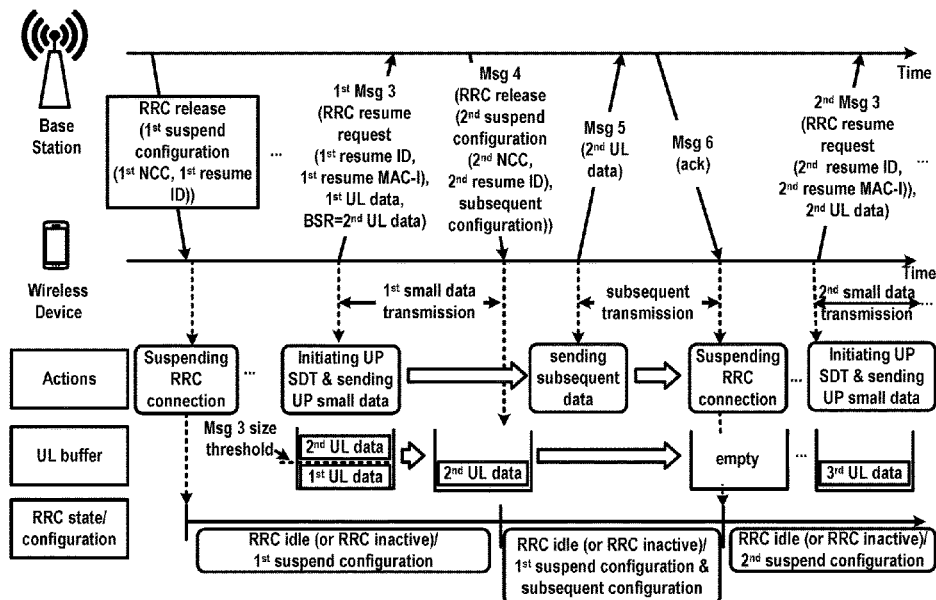 Time
Base
Station
RRC release
(1st suspend
configuration
(1st NCC, 1st resume
ID))
...
1st Msg 3
(RRC resume
request
(1st resume ID,
1st resume MAC-I),
1st UL data,
BSR=2nd UL data)
Msg 4
(RRC release
(2nd suspend
configuration
(2nd NCC,
2nd resume ID),
subsequent
configuration))
Msg 5
(2nd UL
data)
Msg 6
(ack)
2nd Msg 3
(RRC resume
request
(2nd resume ID,
2nd resume MAC-I)),
2nd UL data)
...
Time
Wireless
Device
1st small data
transmission
subsequent
transmission
2nd small data
transmission
...
Actions
Suspending
RRC
connection
...
Initiating UP
SDT & sending
UP small data
sending
subsequent
data
Suspending
RRC
connection
...
Initiating UP
SDT & sending
UP small data
UL buffer
Msg 3 size
threshold
2nd UL data
1st UL data
2nd UL data
empty
...
3rd UL data
RRC state/
configuration
RRC idle (or RRC inactive)/
1st suspend configuration
RRC idle (or RRC inactive)/
1st suspend configuration &
subsequent configuration
RRC idle (or RRC inactive)/
2nd suspend configuration